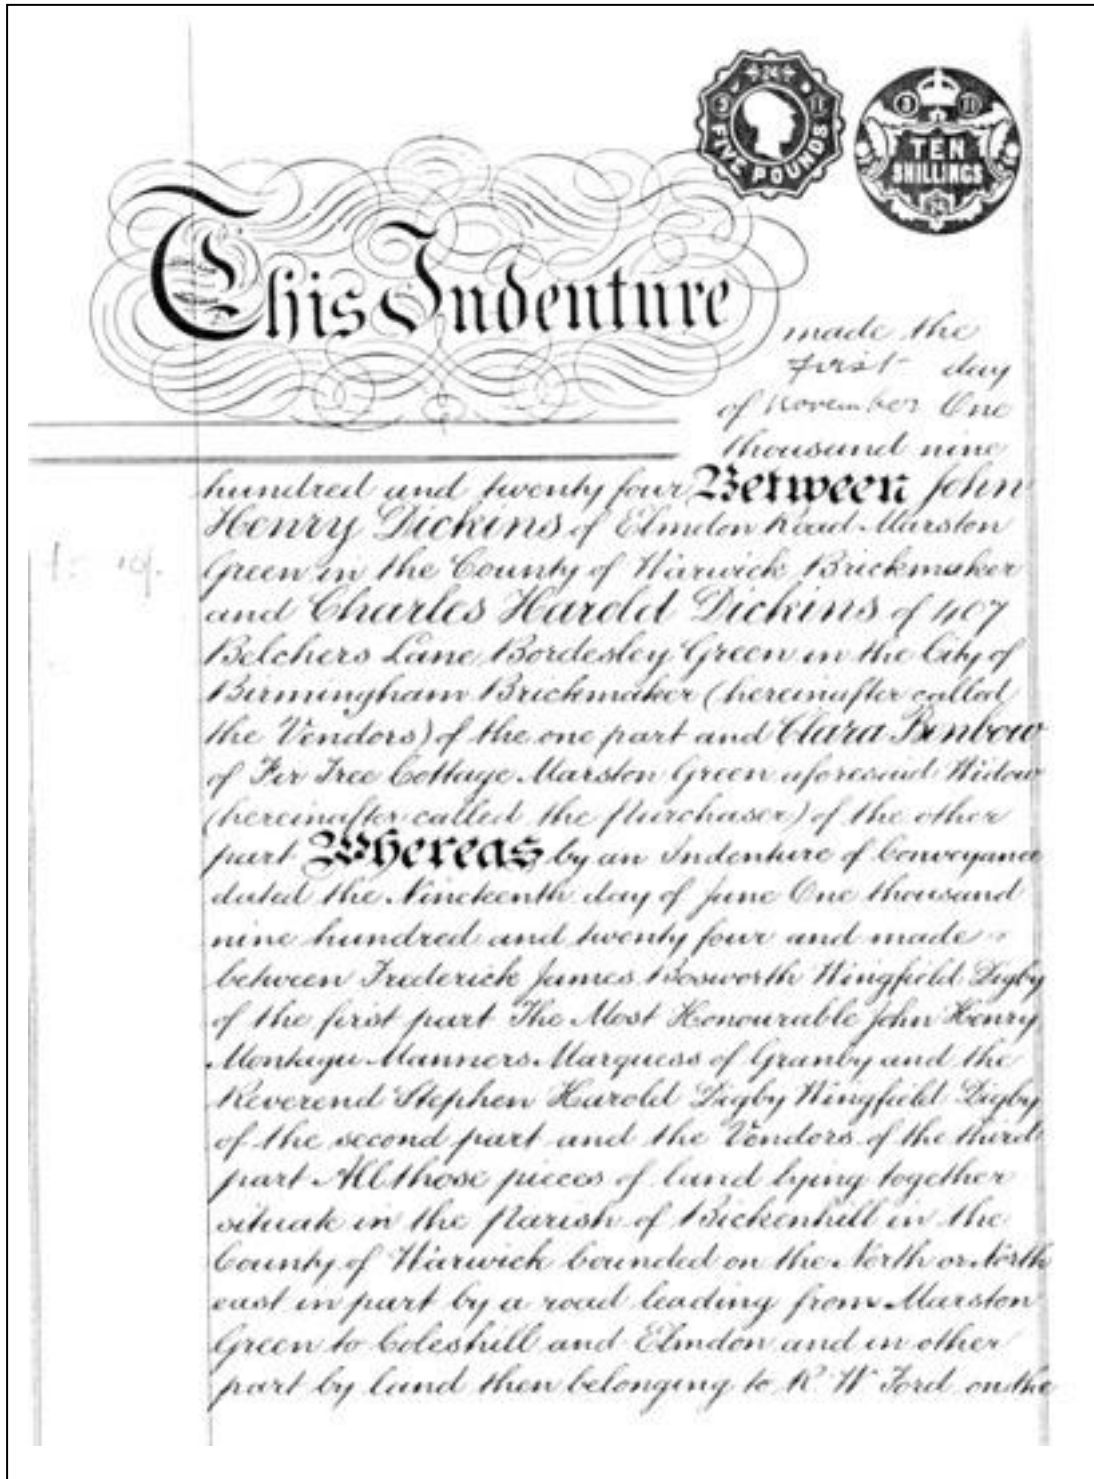 24
3 11
FIVE POUNDS
3 11
TEN
SHILLINGS
24
This Indenture
made the
First day
of November One
thousand nine
hundred and twenty four Between John
Henry Dickins of Elmdon Road Marston
Green in the County of Warwick Brickmaker
and Charles Harold Dickins of 407
Belchers Lane Bordesley Green in the City of
Birmingham Brickmaker (hereinafter called
the Vendors) of the one part and Clara Benbow
of Fir Tree Cottage Marston Green aforesaid Widow
(hereinafter called the Purchaser) of the other
part Whereas by an Indenture of Conveyance
dated the Nineteenth day of June One thousand
nine hundred and twenty four and made
between Frederick James Bosworth Wingfield Digby
of the first part The Most Honourable John Henry
Montagu Manners Marquess of Granby and the
Reverend Stephen Harold Digby Wingfield Digby
of the second part and the Vendors of the third
part All those pieces of land lying together
situate in the Parish of Bickenhill in the
County of Warwick bounded on the North or North
east in part by a road leading from Marston
Green to Coleshill and Elmdon and in other
part by land then belonging to R. W Ford on the